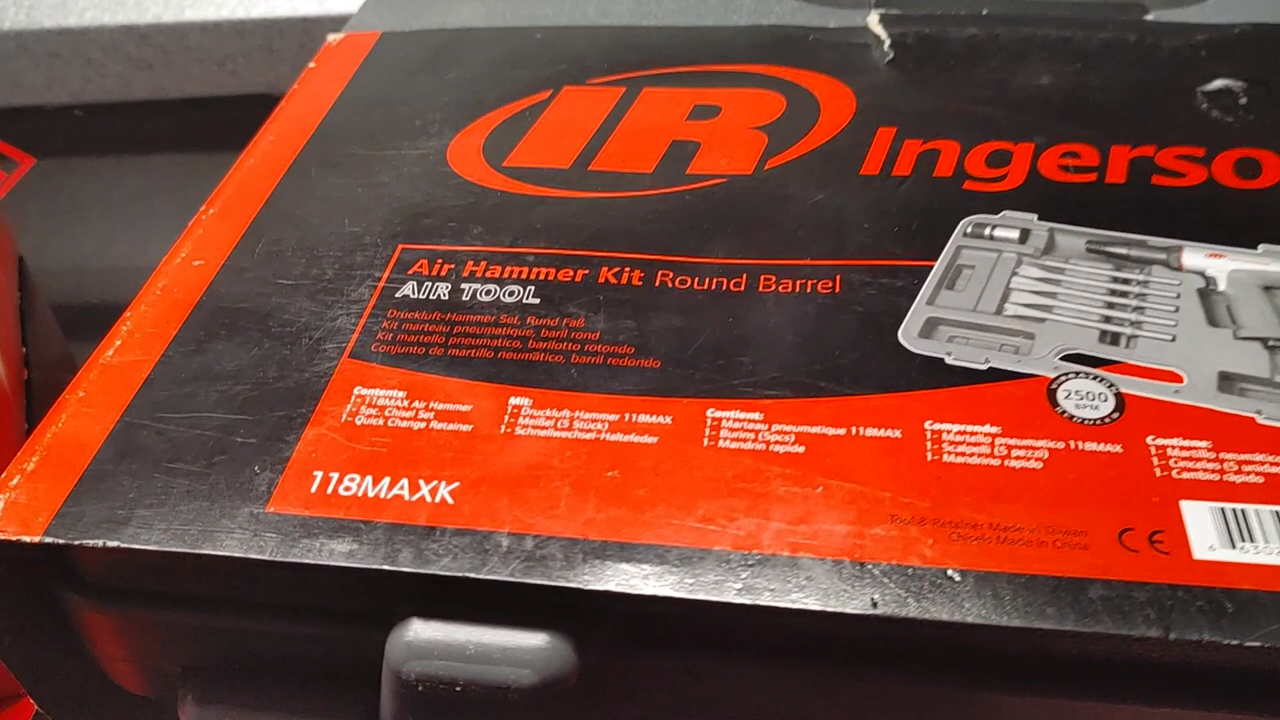 IR
Ingerso
Air Hammer Kit Round Barrel
AIR TOOL
Druckluft-Hammer Set, Rund Faß
Kit marteau pneumatique, baril rond
Kit martello pneumatico, barilotto rotondo
Conjunto de martillo neumático, barril redondo
Contents:
1- 118MAX Air Hammer
1- 5pc. Chisel Set
1- Quick Change Retainer
Mit:
1- Druckluft-Hammer 118MAX
1- Meißel (5 Stück)
1- Schnellwechsel-Haltefeder
Contient:
1- Marteau pneumatique 118MAX
1- Burins (5pcs)
1- Mandrin rapide
Comprende:
1- Martello pneumatico 118MAX
1- Scalpelli (5 pezzi)
1- Mandrino rapido
Contiene:
1- Martillo neumático
1- Cinceles (5 unida
1- Cambio rápido
VIBRATION
2500
BPM
118MAXK
Tool & Retainer Made in Taiwan
Chisels Made in China
CE